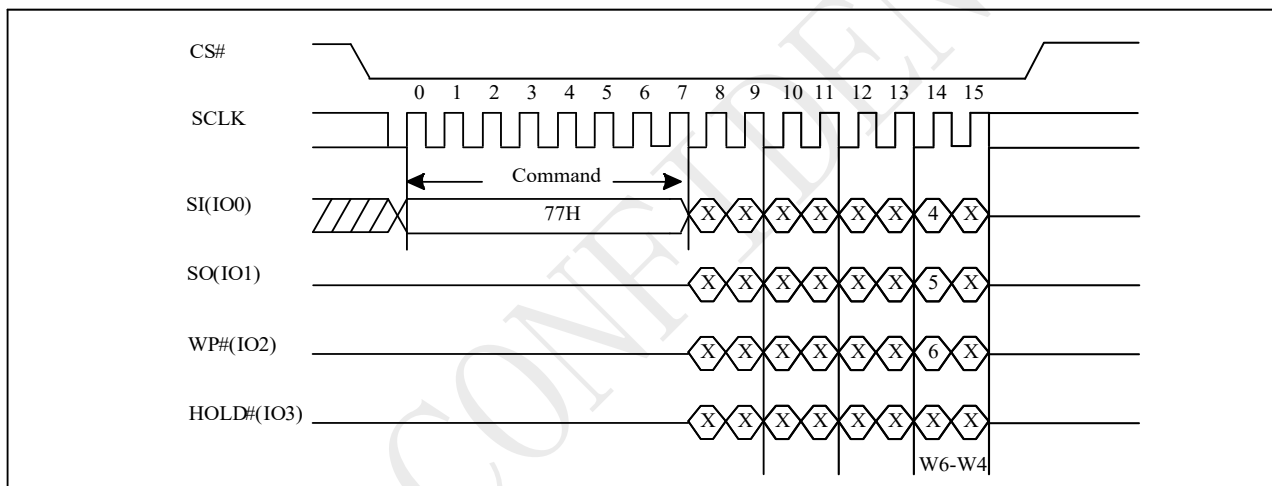 CS#
0 1 2 3 4 5 6 7 8 9 10 11 12 13 14 15
SCLK
Command
SI(IO0) 77H X X X X X X 4 X
SO(IO1) X X X X X X 5 X
WP#(IO2) X X X X X X 6 X
HOLD#(IO3) X X X X X X X X
W6-W4
CONFIDEN